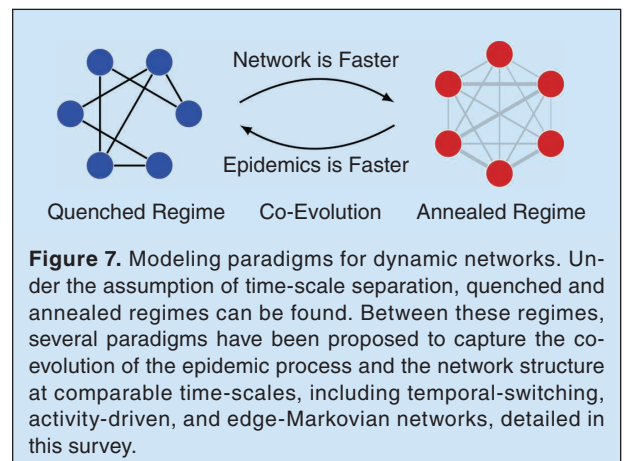 Network is Faster
Epidemics is Faster
Quenched Regime Co-Evolution Annealed Regime
Figure 7. Modeling paradigms for dynamic networks. Un-
der the assumption of time-scale separation, quenched and
annealed regimes can be found. Between these regimes,
several paradigms have been proposed to capture the co-
evolution of the epidemic process and the network structure
at comparable time-scales, including temporal-switching,
activity-driven, and edge-Markovian networks, detailed in
this survey.